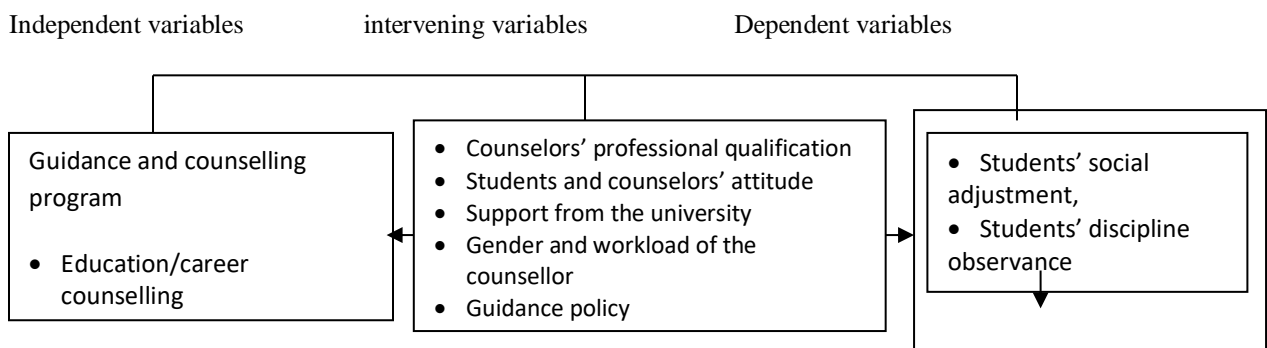 Independent variables intervening variables Dependent variables
Guidance and counselling
program
• Education/career
counselling
• Counselors’ professional qualification
• Students and counselors’ attitude
• Support from the university
• Gender and workload of the
counsellor
• Guidance policy
• Students’ social
adjustment,
• Students’ discipline
observance